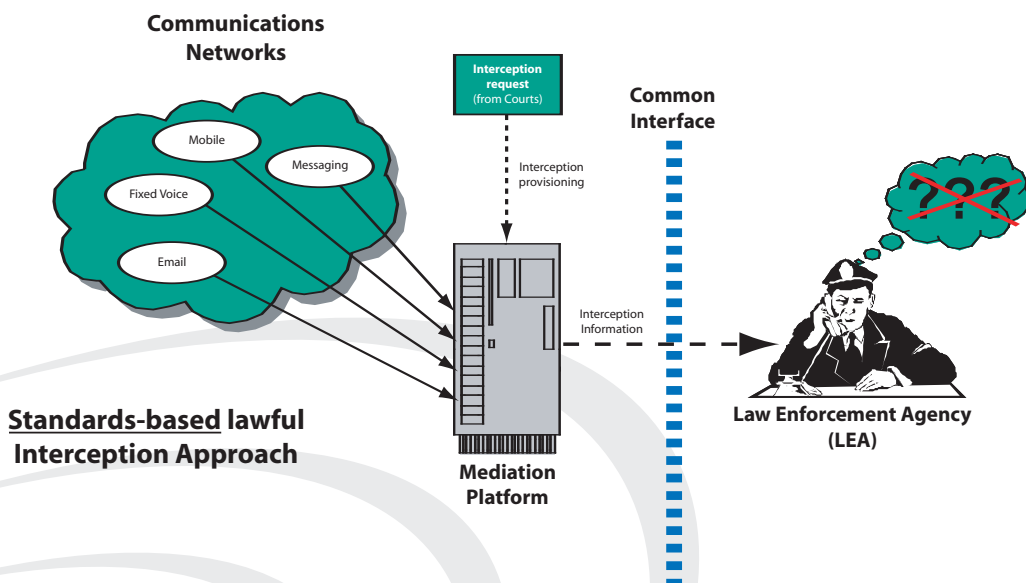 Communications
Networks
Interception
request
(from Courts)
Common
Interface
Mobile
Messaging
Interception
provisioning
Fixed Voice
???
Email
Interception
Information
Standards-based lawful
Interception Approach
Law Enforcement Agency
(LEA)
Mediation
Platform